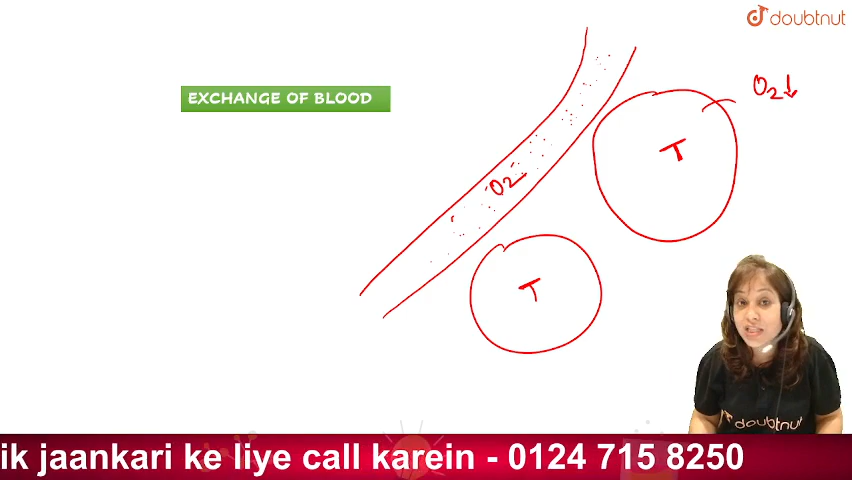 doubtnut
EXCHANGE OF BLOOD
O2↓
T
O2
T
doubtnut
ik jaankari ke liye call karein - 0124 715 8250